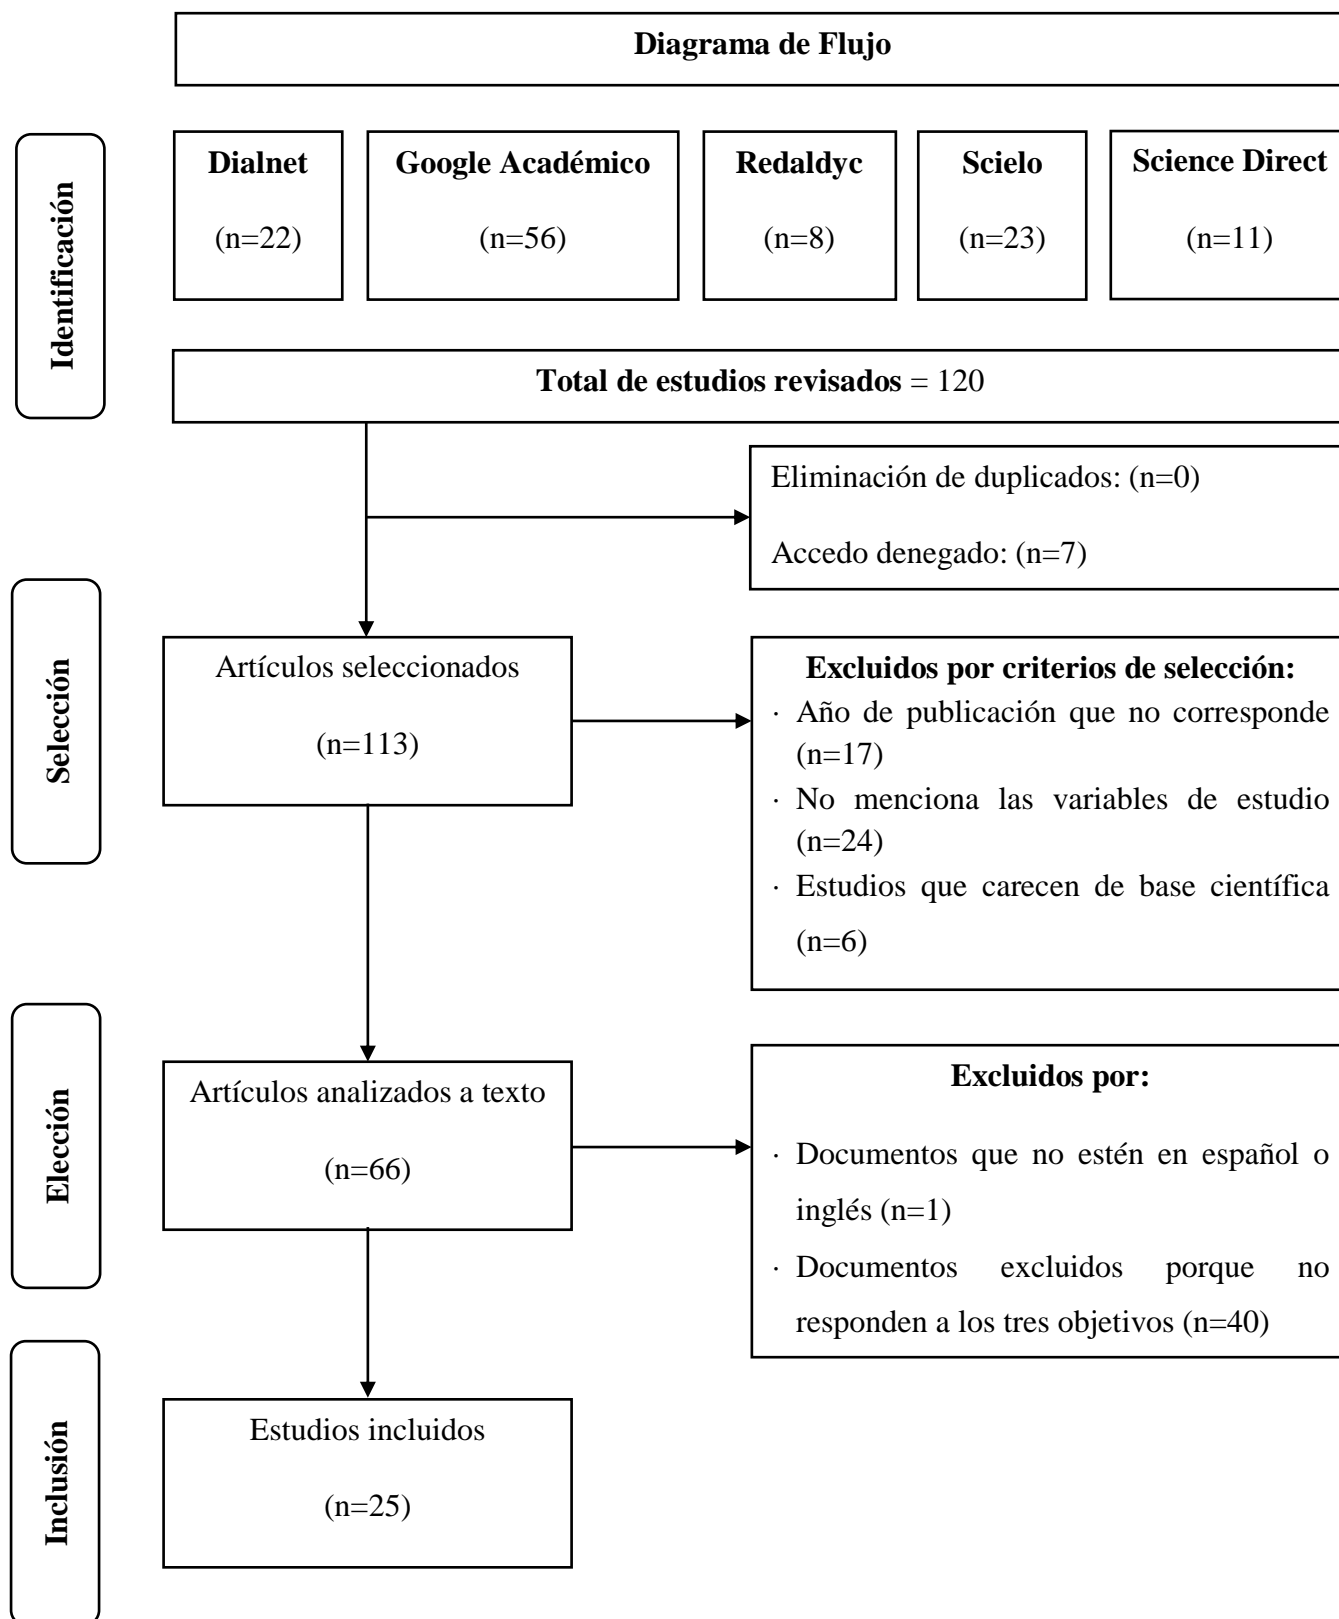 Diagrama de Flujo
Identificación
Dialnet
(n=22)
Google Académico
(n=56)
Redaldyc
(n=8)
Scielo
(n=23)
Science Direct
(n=11)
Total de estudios revisados = 120
Eliminación de duplicados: (n=0)
Accedo denegado: (n=7)
Selección
Artículos seleccionados
(n=113)
Excluidos por criterios de selección:
· Año de publicación que no corresponde
(n=17)
· No menciona las variables de estudio
(n=24)
· Estudios que carecen de base científica
(n=6)
Elección
Artículos analizados a texto
(n=66)
Excluidos por:
· Documentos que no estén en español o
inglés (n=1)
· Documentos excluidos porque no
responden a los tres objetivos (n=40)
Inclusión
Estudios incluidos
(n=25)